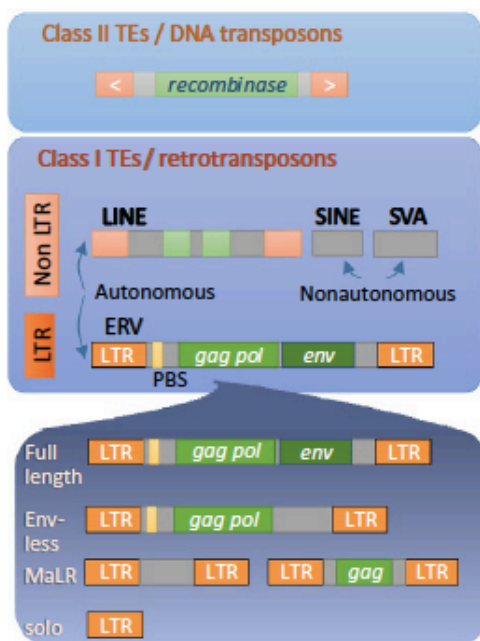 Class II TEs / DNA transposons
< recombinase >
Class I TEs/ retrotransposons
Non LTR
LINE SINE SVA
Autonomous Nonautonomous
LTR
ERV
LTR gag pol env LTR
PBS
Full length LTR gag pol env LTR
Env-less LTR gag pol LTR
MaLR LTR LTR LTR gag LTR
solo LTR